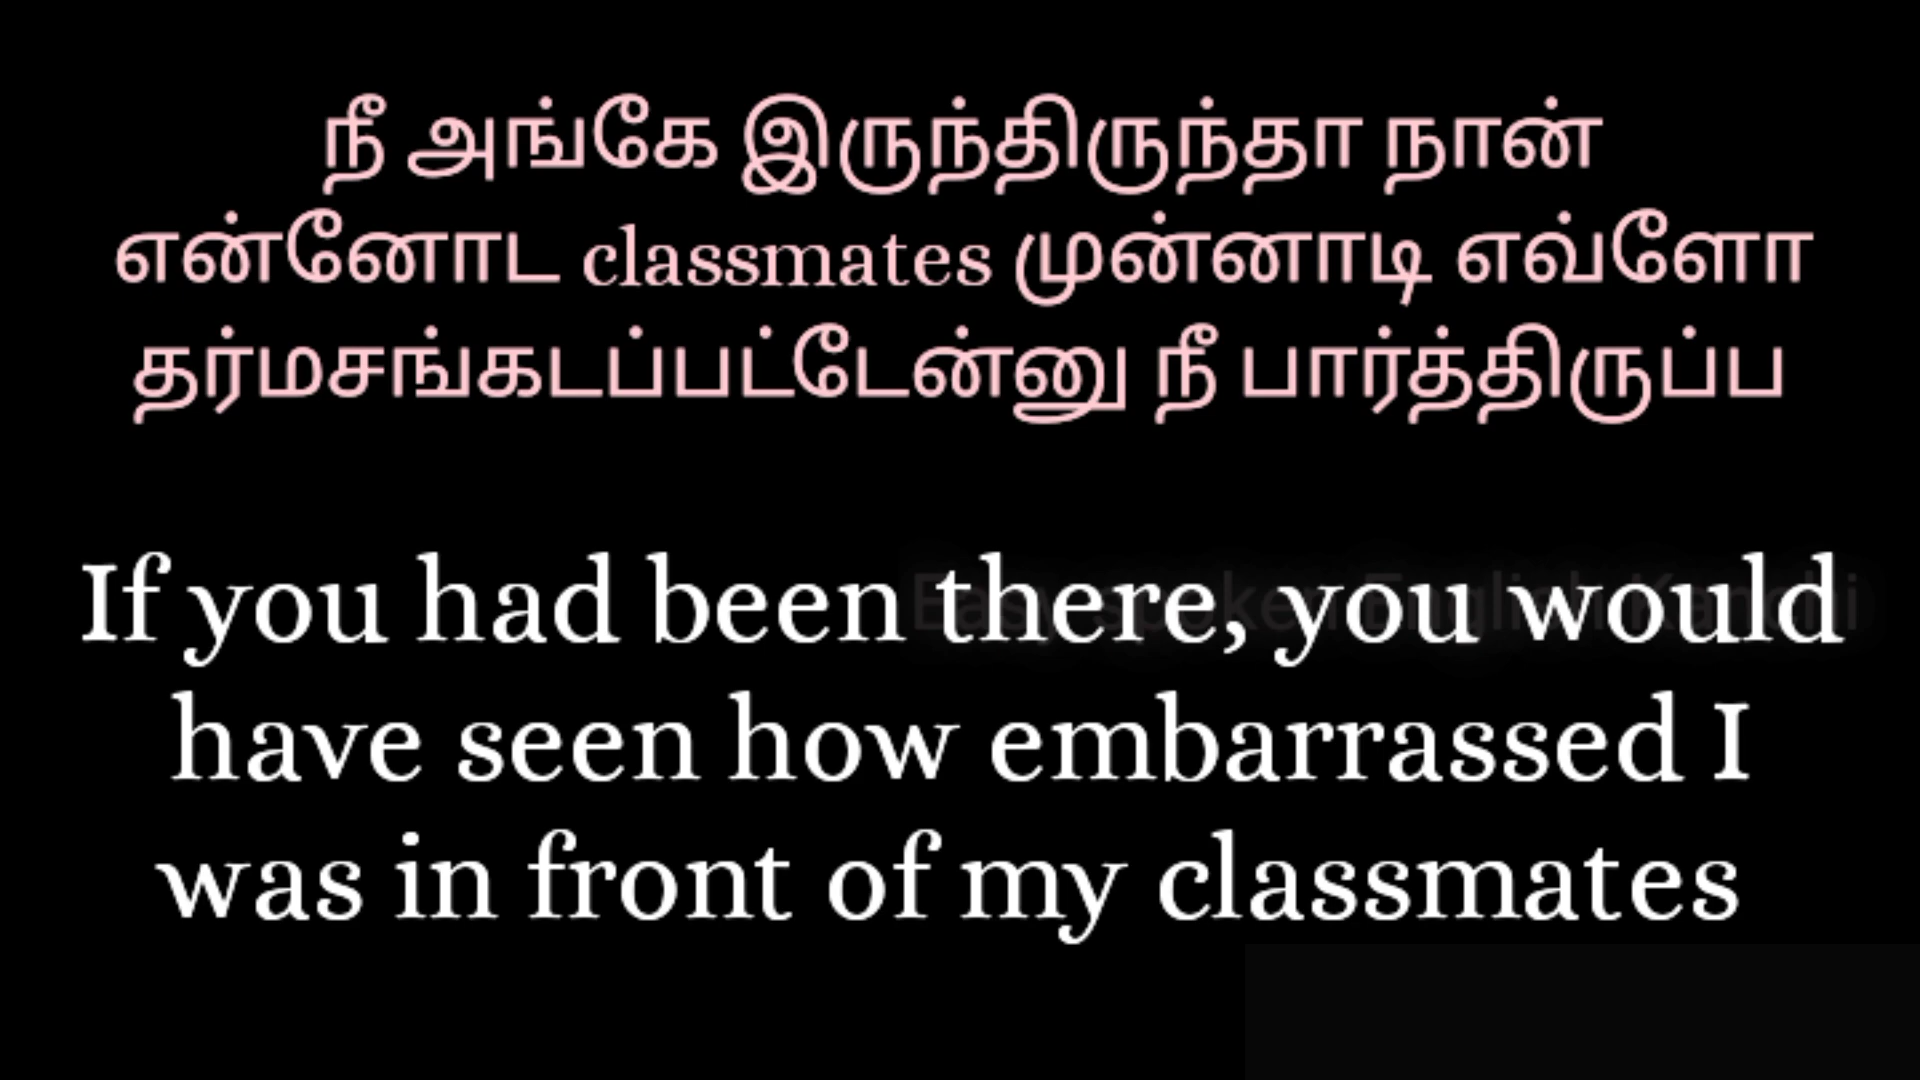 நீ அங்கே இருந்திருந்தா நான்
என்னோட classmates முன்னாடி எவ்ளோ
தர்மசங்கடப்பட்டேன்னு நீ பார்த்திருப்ப
If you had been there, you would
have seen how embarrassed I
was in front of my classmates